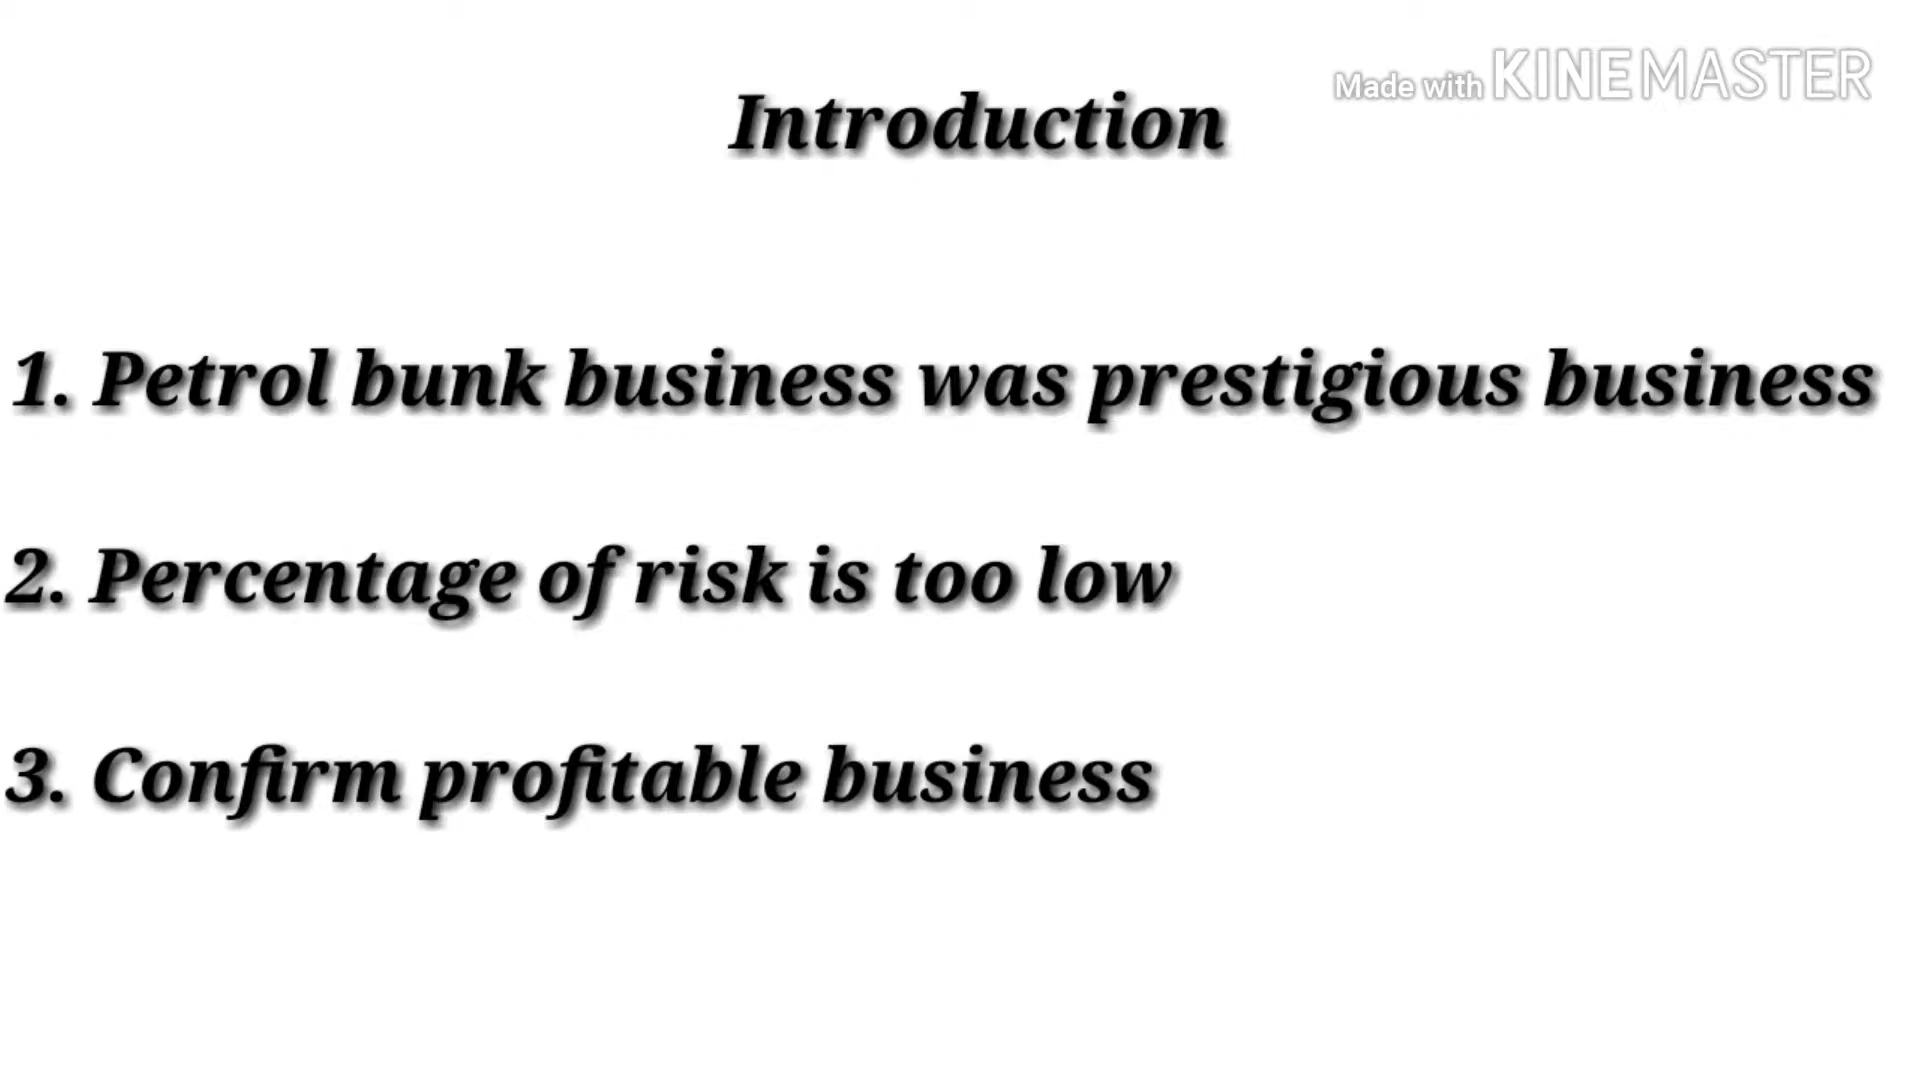 Made with KINEMASTER
Introduction
1. Petrol bunk business was prestigious business
2. Percentage of risk is too low
3. Confirm profitable business